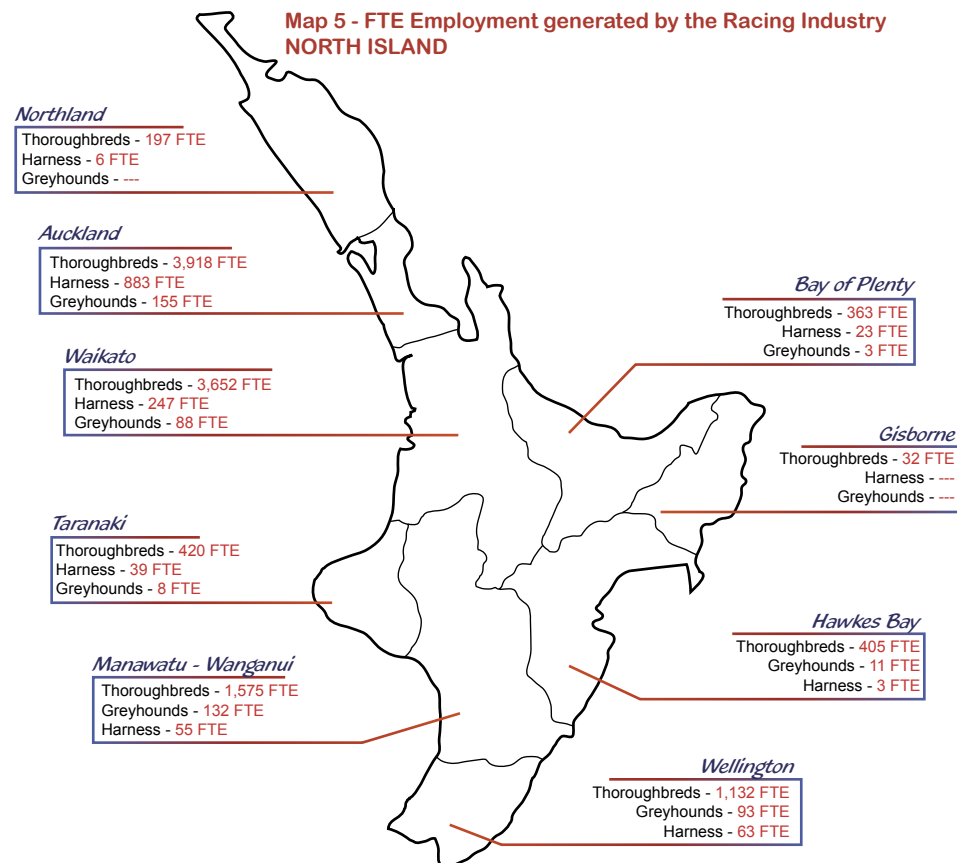 Map 5 - FTE Employment generated by the Racing Industry
NORTH ISLAND
Northland
Thoroughbreds - 197 FTE
Harness - 6 FTE
Greyhounds - ---
Auckland
Thoroughbreds - 3,918 FTE
Harness - 883 FTE
Greyhounds - 155 FTE
Waikato
Thoroughbreds - 3,652 FTE
Harness - 247 FTE
Greyhounds - 88 FTE
Taranaki
Thoroughbreds - 420 FTE
Harness - 39 FTE
Greyhounds - 8 FTE
Manawatu - Wanganui
Thoroughbreds - 1,575 FTE
Greyhounds - 132 FTE
Harness - 55 FTE
Bay of Plenty
Thoroughbreds - 363 FTE
Harness - 23 FTE
Greyhounds - 3 FTE
Gisborne
Thoroughbreds - 32 FTE
Harness - ---
Greyhounds - ---
Hawkes Bay
Thoroughbreds - 405 FTE
Greyhounds - 11 FTE
Harness - 3 FTE
Wellington
Thoroughbreds - 1,132 FTE
Greyhounds - 93 FTE
Harness - 63 FTE